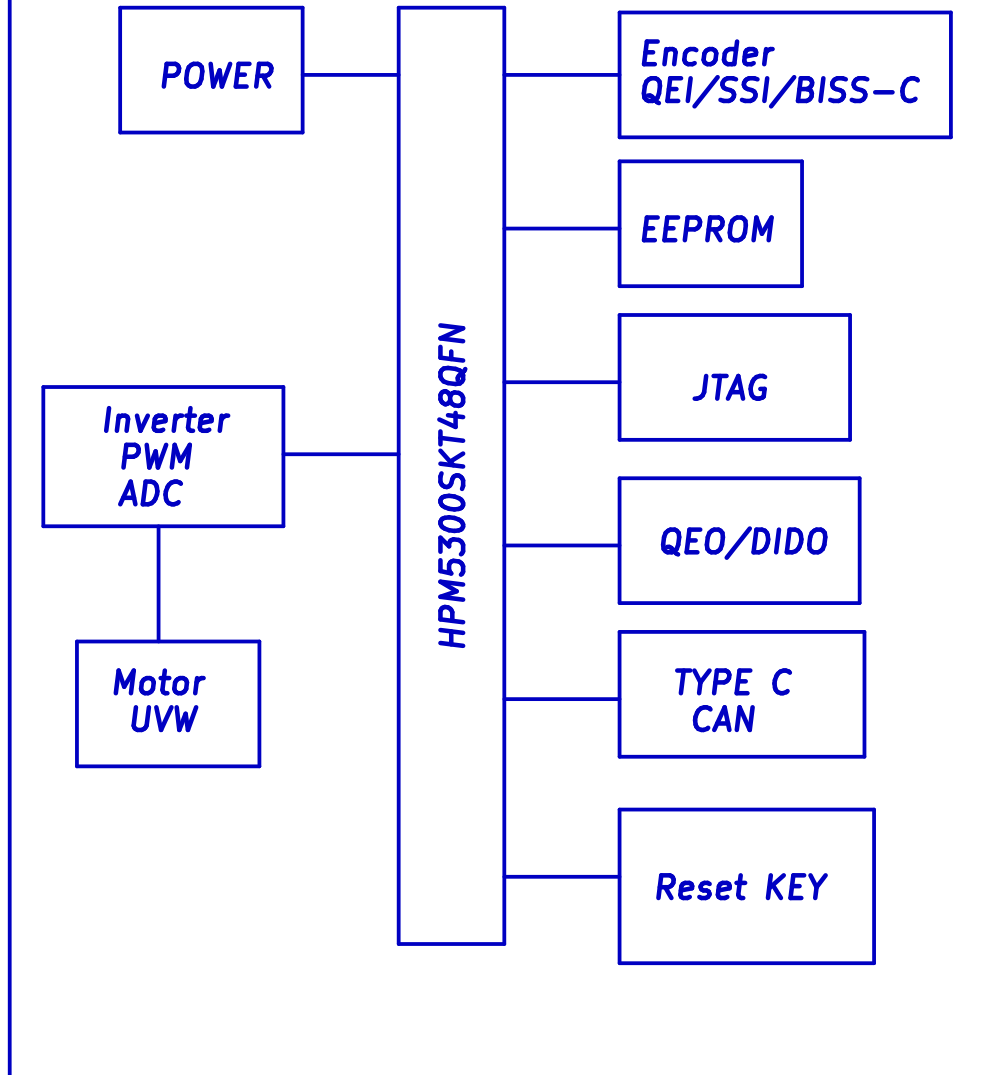 POWER
Encoder
QEI/SSI/BISS-C
EEPROM
HPM5300SKT48QFN
JTAG
Inverter
PWM
ADC
QEO/DIDO
Motor
UVW
TYPE C
CAN
Reset KEY